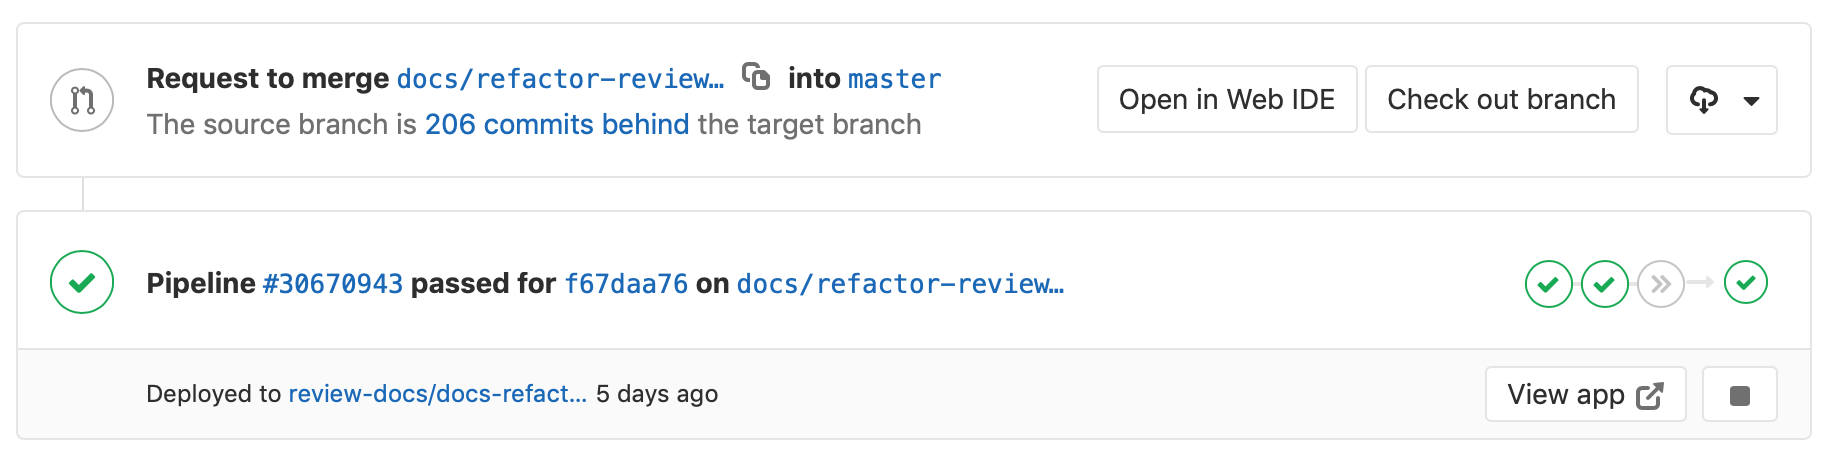 Request to merge docs/refactor-review… into master
The source branch is 206 commits behind the target branch
Open in Web IDE
Check out branch
Pipeline #30670943 passed for f67daa76 on docs/refactor-review…
Deployed to review-docs/docs-refact... 5 days ago
View app